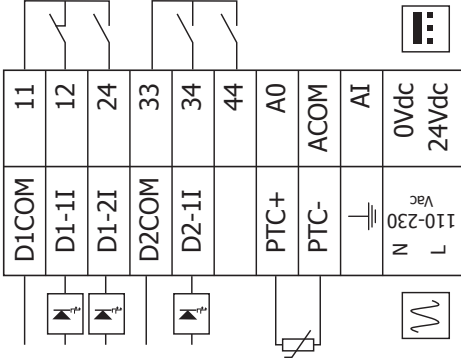 11
12
24
33
34
44
A0
ACOM
AI
0Vdc
24Vdc
D1COM
D1-1I
D1-2I
D2COM
D2-1I
PTC+
PTC-
N
L
110-230
Vac